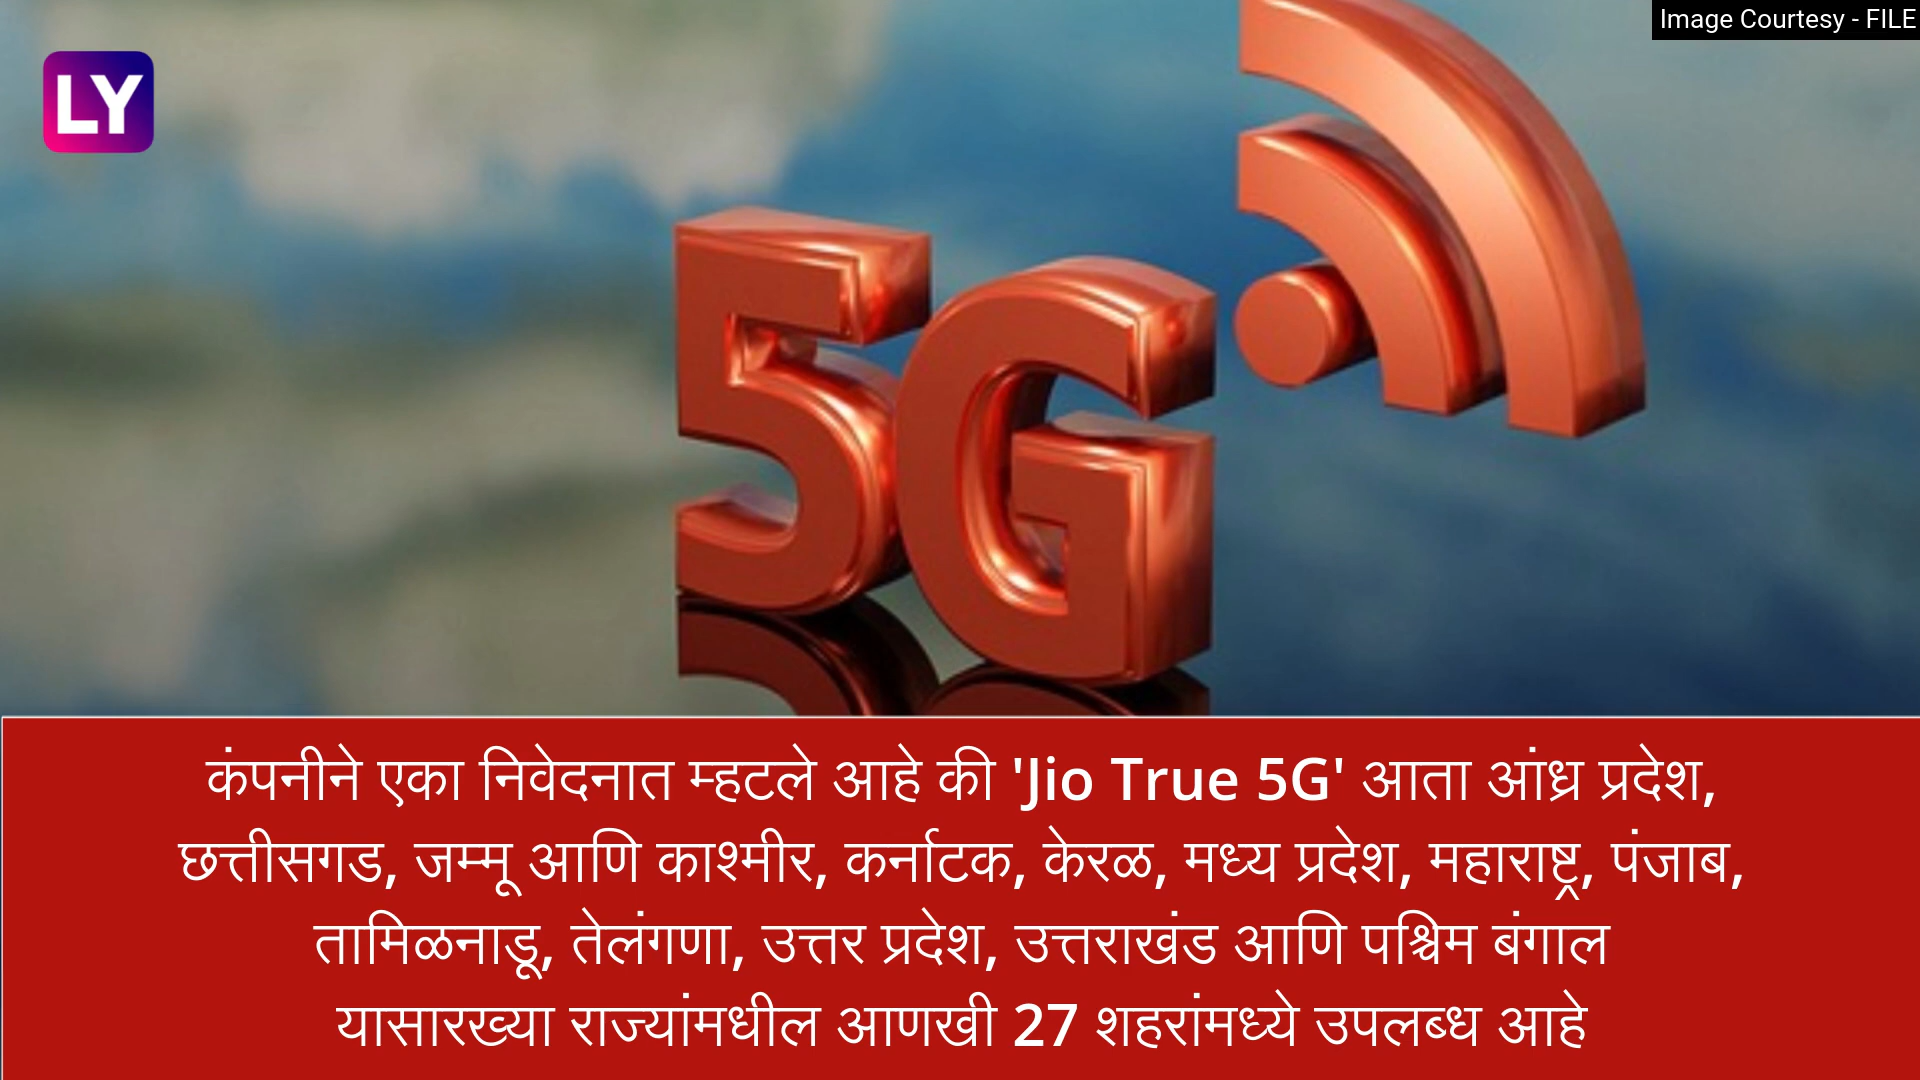 Image Courtesy - FILE
LY
5G
कंपनीने एका निवेदनात म्हटले आहे की 'Jio True 5G' आता आंध्र प्रदेश,
छत्तीसगड, जम्मू आणि काश्मीर, कर्नाटक, केरळ, मध्य प्रदेश, महाराष्ट्र, पंजाब,
तामिळनाडू, तेलंगणा, उत्तर प्रदेश, उत्तराखंड आणि पश्चिम बंगाल
यासारख्या राज्यांमधील आणखी 27 शहरांमध्ये उपलब्ध आहे